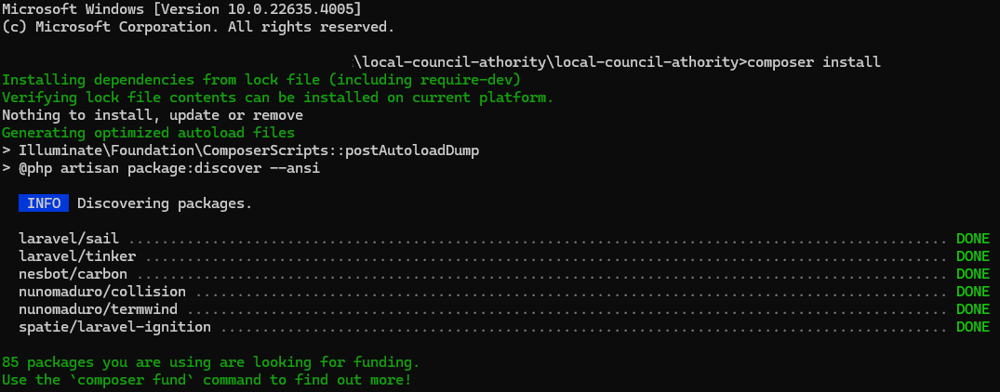 Microsoft Windows [Version 10.0.22635.4005]
(c) Microsoft Corporation. All rights reserved.
\local-council-athority\local-council-athority>composer install
Installing dependencies from lock file (including require-dev)
Verifying lock file contents can be installed on current platform.
Nothing to install, update or remove
Generating optimized autoload files
> Illuminate\Foundation\ComposerScripts::postAutoloadDump
> @php artisan package:discover --ansi
INFO Discovering packages.
laravel/sail .................................................................................................. DONE
laravel/tinker ................................................................................................ DONE
nesbot/carbon ................................................................................................. DONE
nunomaduro/collision .......................................................................................... DONE
nunomaduro/termwind ........................................................................................... DONE
spatie/laravel-ignition ....................................................................................... DONE
85 packages you are using are looking for funding.
Use the `composer fund` command to find out more!